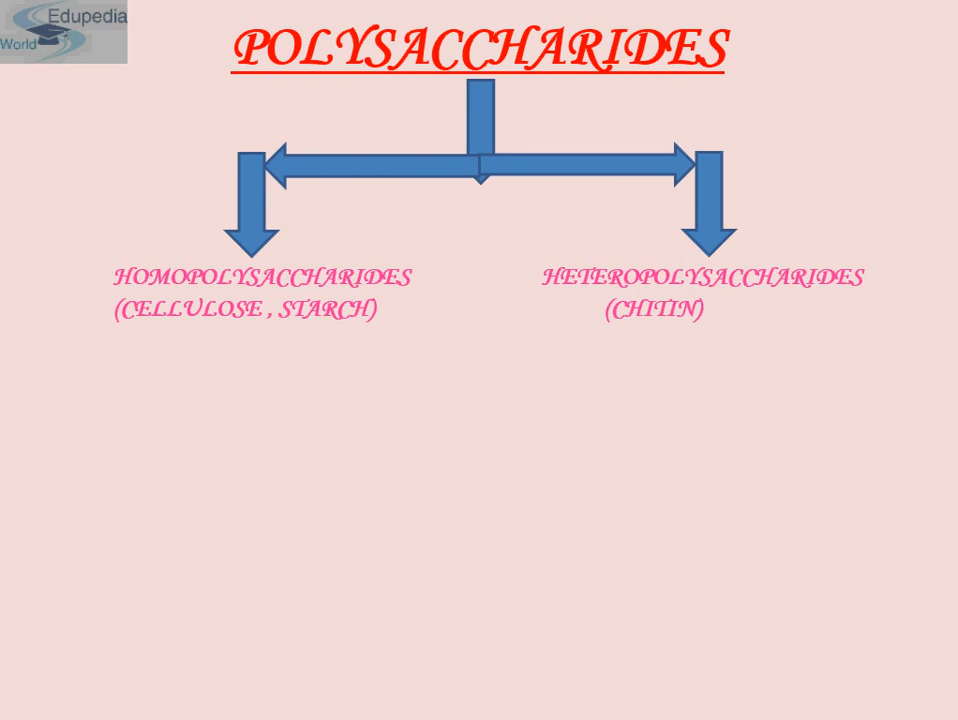 Edupedia
World
POLYSACCHARIDES
HOMOPOLYSACCHARIDES
(CELLULOSE , STARCH)
HETEROPOLYSACCHARIDES
(CHITIN)